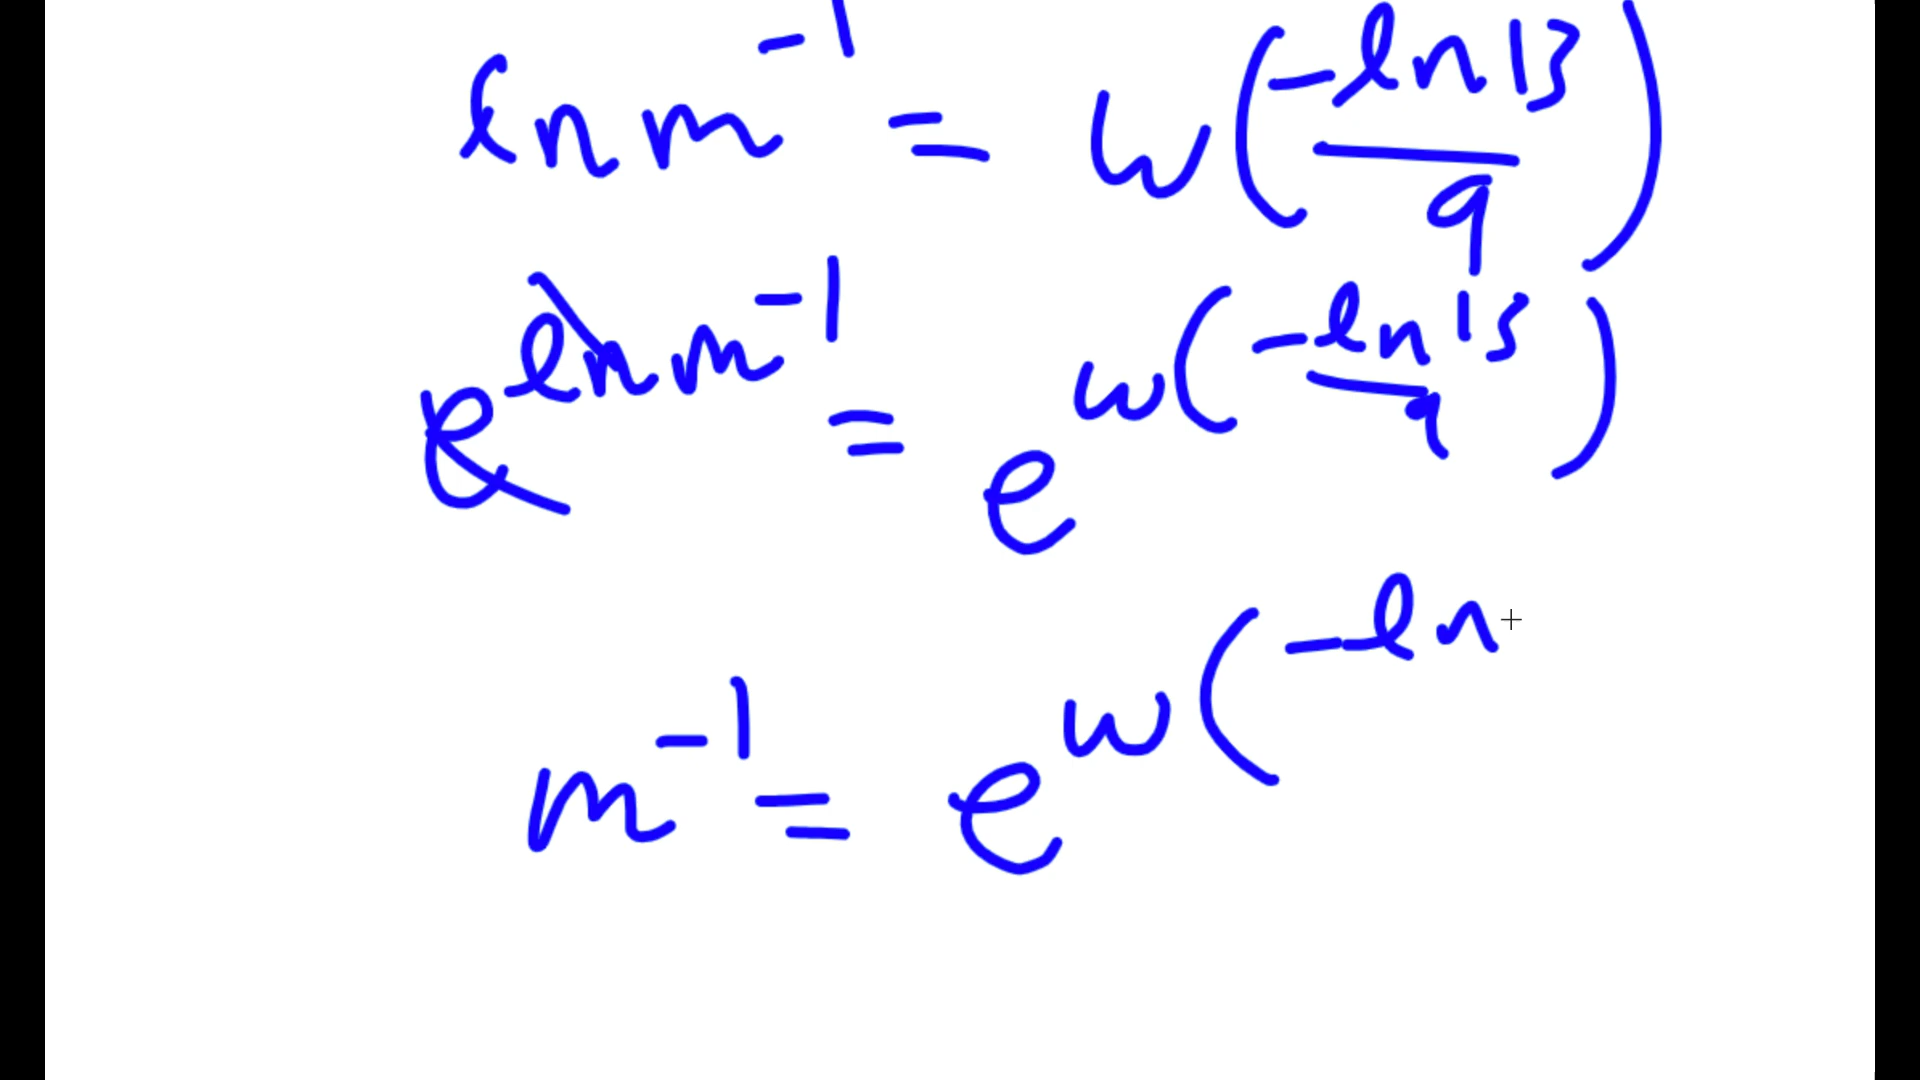 ln m⁻¹ = W(-ln 13/9)
e^(ln m⁻¹) = e^(W(-ln 13/9))
m⁻¹ = e^(W(-ln